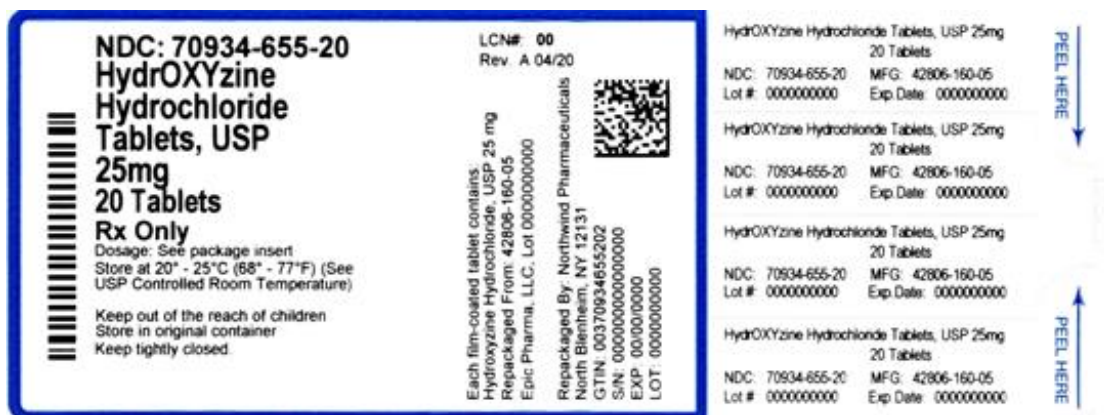 NDC: 70934-655-20
HydrOXYzine
Hydrochloride
Tablets, USP
25mg
20 Tablets
Rx Only
Dosage: See package insert
Store at 20° - 25°C (68° - 77°F) (See
USP Controlled Room Temperature)
Keep out of the reach of children
Store in original container
Keep tightly closed.
LCN#: 00
Rev. A 04/20
Each film-coated tablet contains:
Hydroxyzine Hydrochloride, USP 25 mg
Repackaged From: 42806-160-05
Epic Pharma, LLC, Lot 0000000000
Repackaged By: Northwind Pharmaceuticals
North Blenheim, NY 12131
GTIN: 00370934655202
S/N: 00000000000000
EXP: 00/00/0000
LOT: 0000000000
HydrOXYzine Hydrochloride Tablets, USP 25mg
20 Tablets
NDC: 70934-655-20 MFG: 42806-160-05
Lot #: 0000000000 Exp.Date: 0000000000
HydrOXYzine Hydrochloride Tablets, USP 25mg
20 Tablets
NDC: 70934-655-20 MFG: 42806-160-05
Lot #: 0000000000 Exp.Date: 0000000000
HydrOXYzine Hydrochloride Tablets, USP 25mg
20 Tablets
NDC: 70934-655-20 MFG: 42806-160-05
Lot #: 0000000000 Exp.Date: 0000000000
HydrOXYzine Hydrochloride Tablets, USP 25mg
20 Tablets
NDC: 70934-655-20 MFG: 42806-160-05
Lot #: 0000000000 Exp.Date: 0000000000
PEEL HERE
PEEL HERE